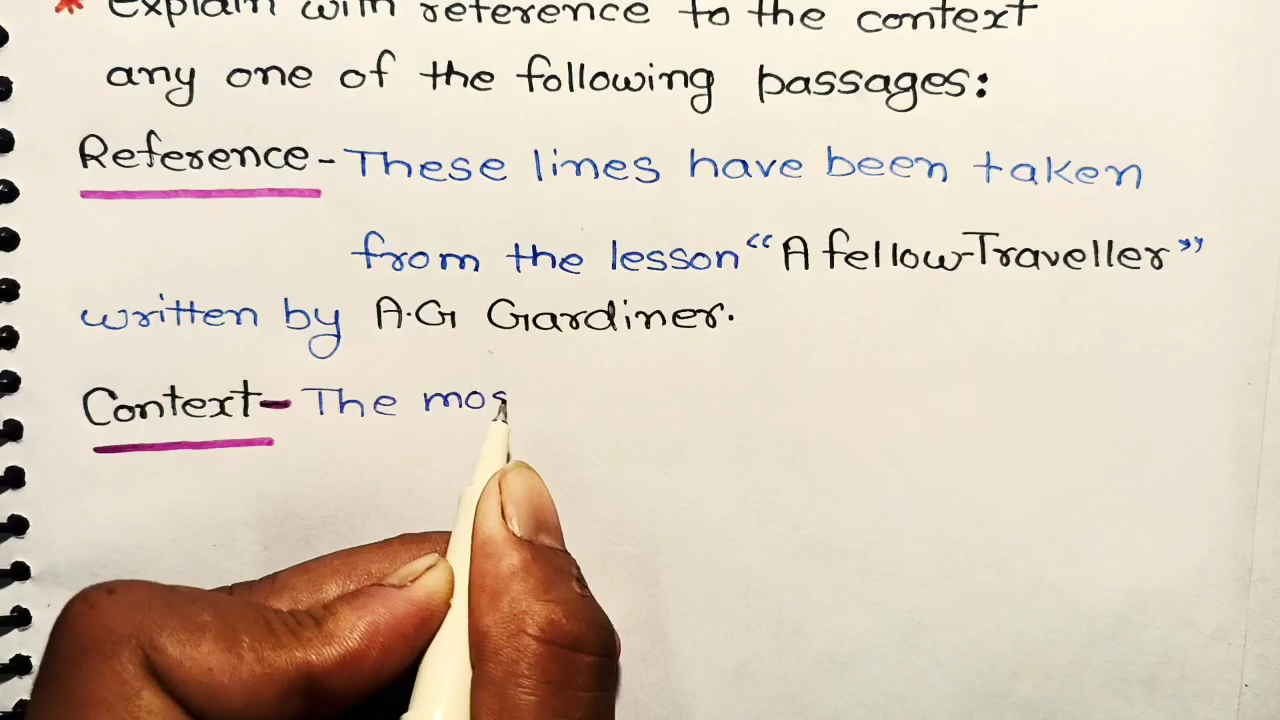 * Explain with reference to the context
any one of the following passages:
Reference - These lines have been taken
from the lesson “A fellow Traveller”
written by A.G Gardiner.
Context - The mos